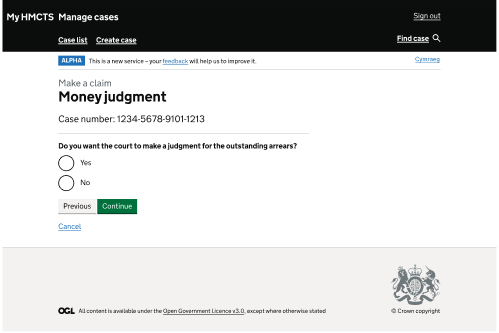 My HMCTS Manage cases Sign out
Case list Create case Find case
ALPHA This is a new service – your feedback will help us to improve it. Cymraeg
Make a claim
Money judgment
Case number: 1234-5678-9101-1213
Do you want the court to make a judgment for the outstanding arrears?
Yes
No
Previous Continue
Cancel
OGL All content is available under the Open Government Licence v3.0, except where otherwise stated © Crown copyright